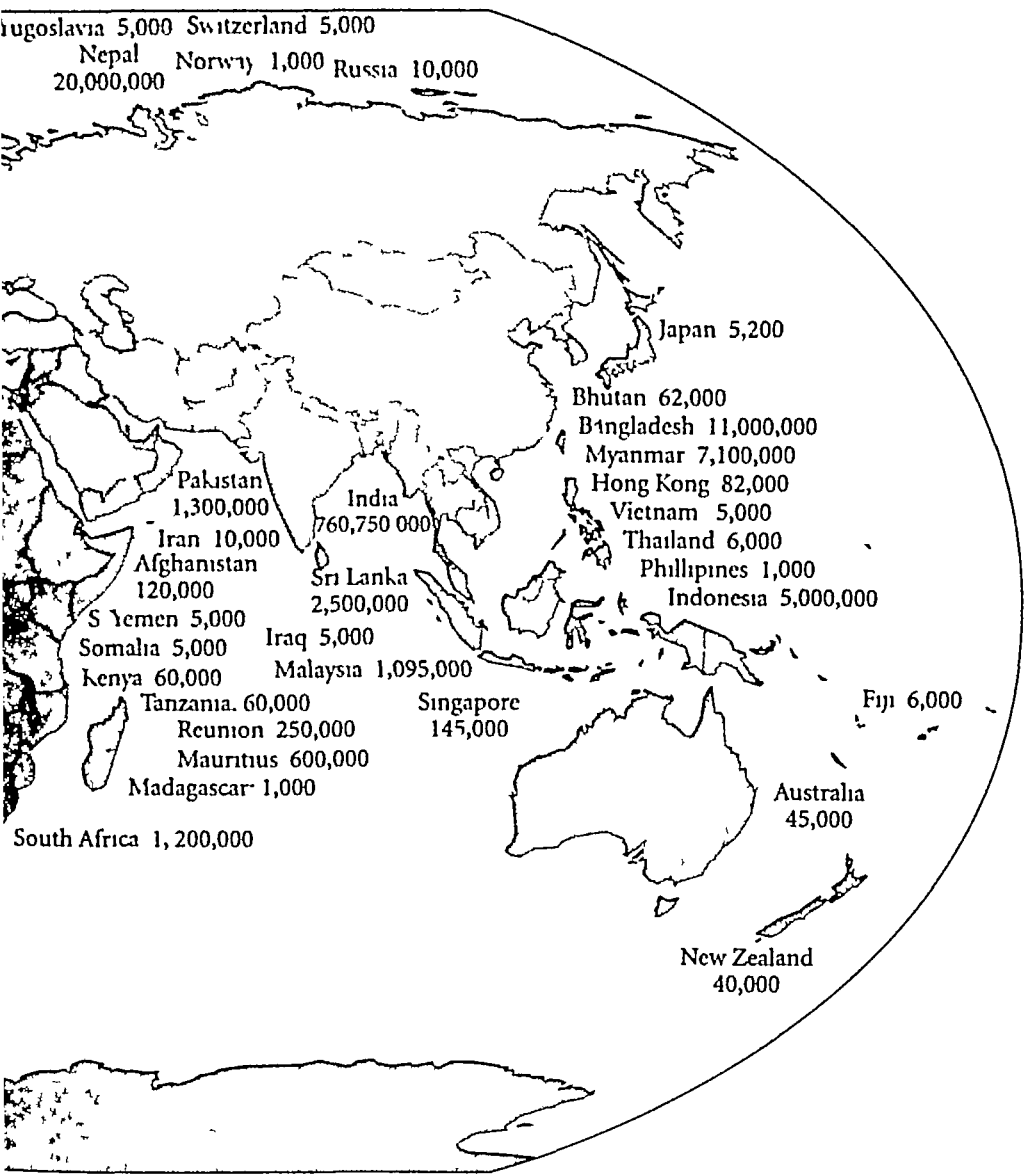 Yugoslavia 5,000 Switzerland 5,000
Nepal
20,000,000
Norway 1,000
Russia 10,000
Japan 5,200
Bhutan 62,000
Bangladesh 11,000,000
Myanmar 7,100,000
Hong Kong 82,000
Vietnam 5,000
Thailand 6,000
Phillipines 1,000
Indonesia 5,000,000
Pakistan
1,300,000
India
760,750 000
Iran 10,000
Afghanistan
120,000
Sri Lanka
2,500,000
S Yemen 5,000
Somalia 5,000
Iraq 5,000
Kenya 60,000
Malaysia 1,095,000
Tanzania. 60,000
Singapore
145,000
Reunion 250,000
Mauritius 600,000
Madagascar 1,000
Fiji 6,000
Australia
45,000
South Africa 1,200,000
New Zealand
40,000